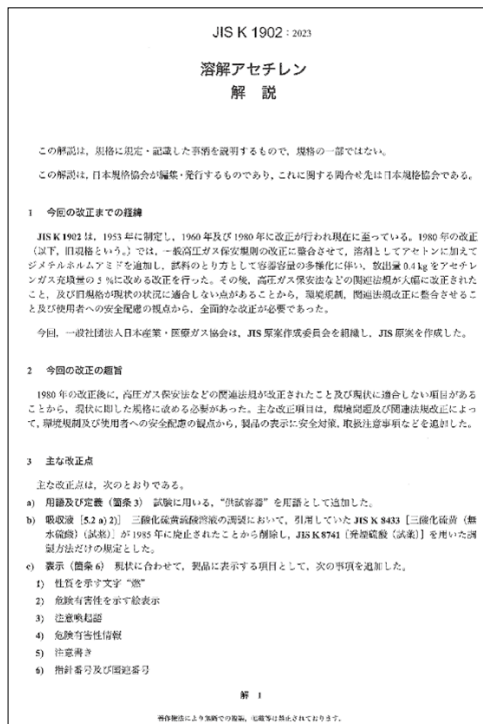 JIS K 1902：2023
溶解アセチレン
解 説
この解説は，規格に規定・記載した事項を説明するもので，規格の一部ではない。
この解説は，日本規格協会が編集・発行するものであり，これに関する問合せ先は日本規格協会である。
1 今回の改正までの経緯
JIS K 1902 は，1953 年に制定し，1960 年及び 1980 年に改正が行われ現在に至っている。1980 年の改正
（以下，旧規格という。）では，一般高圧ガス保安規則の改正に整合させて，溶剤としてアセトンに加えて
ジメチルホルムアミドを追加し，試料のとり方として容器容量の多様化に伴い，放出量 0.4 kg をアセチレ
ンガス充填量の 5 %に改める改正を行った。その後，高圧ガス保安法などの関連法規が大幅に改正された
こと，及び旧規格が現状の状況に適合しない点があることから，環境規制，関連法規改正に整合させるこ
と及び使用者への安全配慮の視点から，全面的な改正が必要であった。
今回，一般社団法人日本産業・医療ガス協会は，JIS 原案作成委員会を組織し，JIS 原案を作成した。
2 今回の改正の趣旨
1980 年の改正後に，高圧ガス保安法などの関連法規が改正されたこと及び現状に適合しない項目がある
ことから，現状に即した規格に改める必要があった。主な改正項目は，環境問題及び関連法規改正によっ
て，環境規制及び使用者への安全配慮の観点から，製品の表示に安全対策，取扱注意事項などを追加した。
3 主な改正点
主な改正点は，次のとおりである。
a) 用語及び定義（箇条 3） 試験に用いる，“供試容器”を用語として追加した。
b) 吸収液［5.2 a) 2)］ 三酸化硫黄硫酸溶液の調製において，引用していた JIS K 8433［三酸化硫黄（無
水硫酸）（試薬）］が 1985 年に廃止されたことから削除し，JIS K 8741［発煙硫酸（試薬）］を用いた調
製方法だけの規定とした。
c) 表示（箇条 6） 現状に合わせて，製品に表示する項目として，次の事項を追加した。
1) 性質を示す文字“燃”
2) 危険有害性を示す絵表示
3) 注意喚起語
4) 危険有害性情報
5) 注意書き
6) 指針番号及び国連番号
解 1
著作権法により無断での複製，転載等は禁止されております。